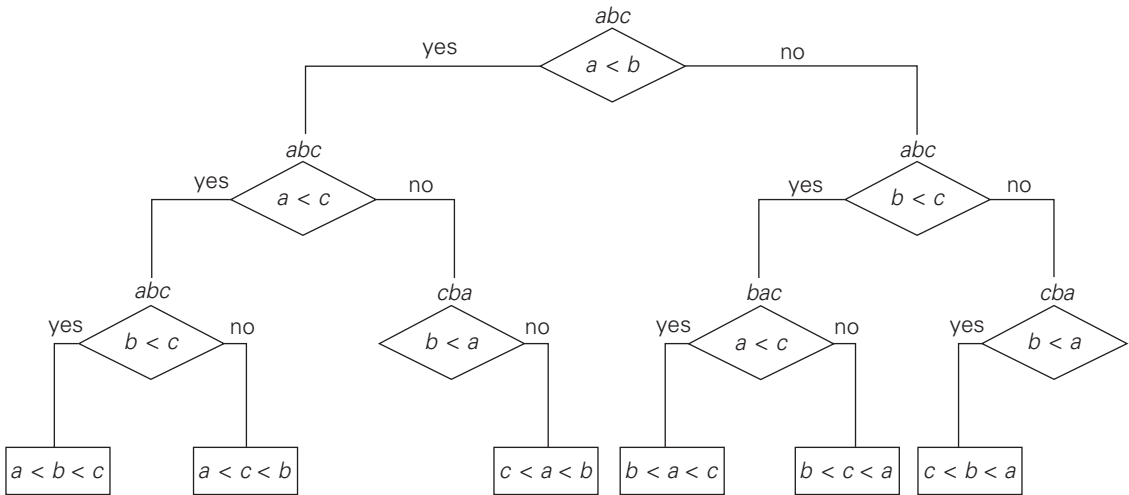 abc
yes a < b no
abc abc
yes a < c no yes b < c no
abc cba bac cba
yes b < c no b < a no yes a < c no yes b < a
a < b < c a < c < b c < a < b b < a < c b < c < a c < b < a